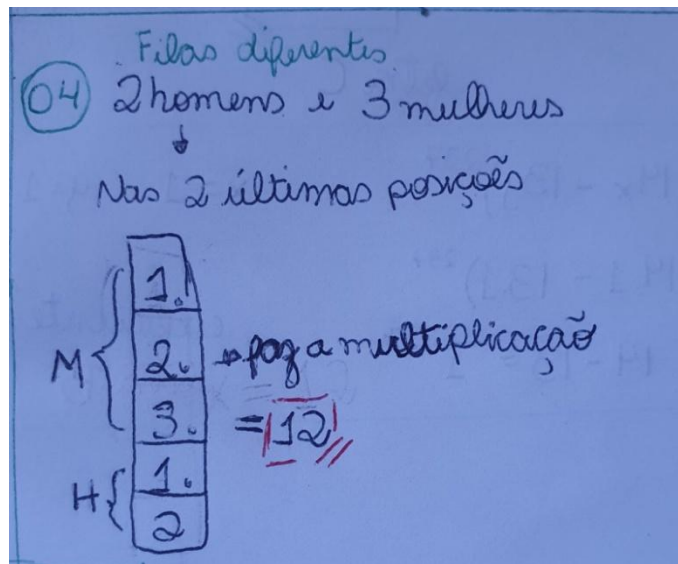 Filas diferentes
04 2 homens e 3 mulheres
↓
Nas 2 últimas posições
1.
M { 2. → faz a multiplicação
3. = 12 //
H { 1.
2